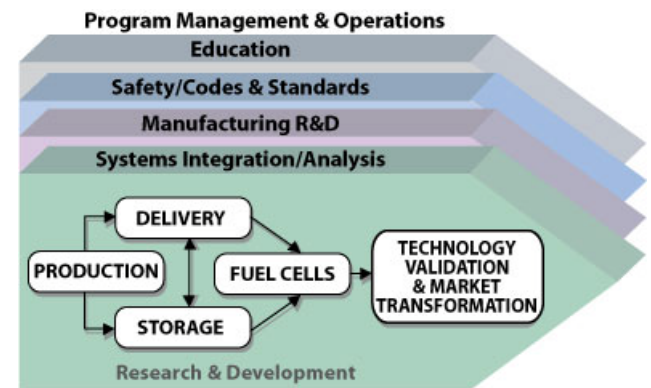 Program Management & Operations
Education
Safety/Codes & Standards
Manufacturing R&D
Systems Integration/Analysis
DELIVERY
PRODUCTION
FUEL CELLS
STORAGE
TECHNOLOGY
VALIDATION
& MARKET
TRANSFORMATION
Research & Development